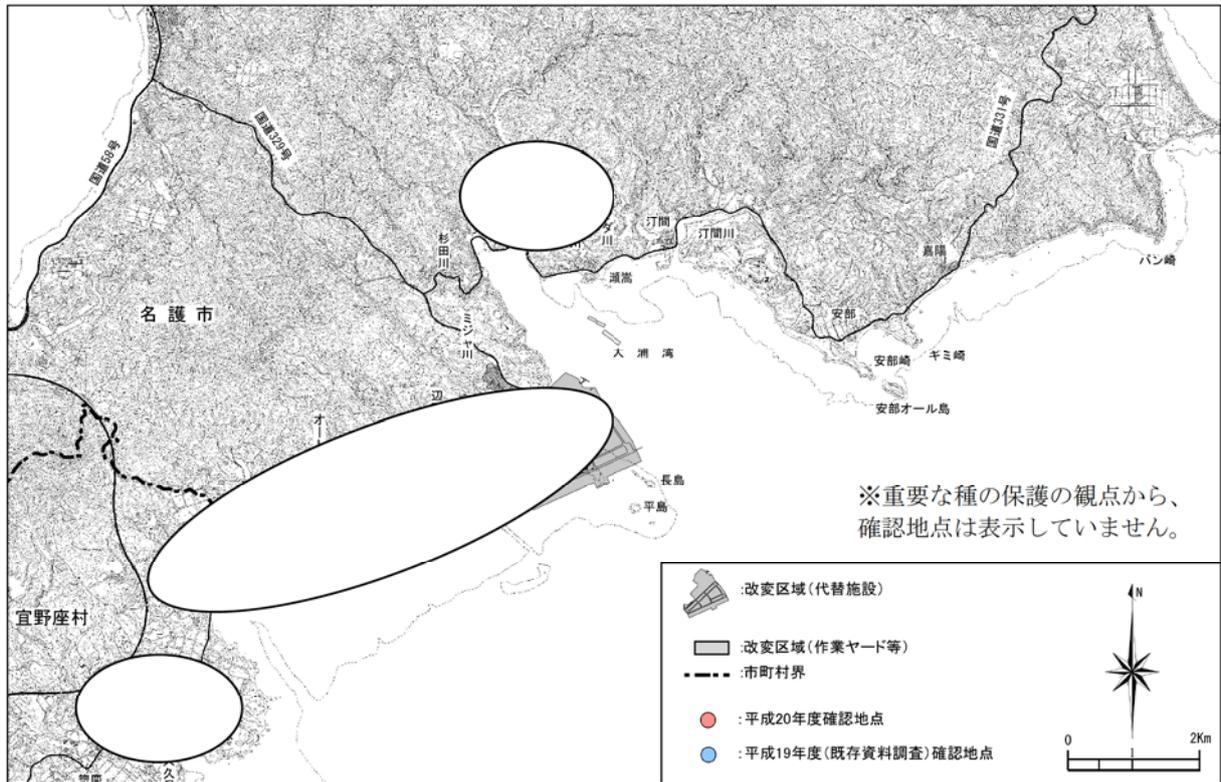 国道58号
国道329号
国道331号
名護市
杉田川
ミジャ川
ダ川
汀間
汀間川
瀬嵩
大浦湾
嘉陽
バン崎
安部
安部崎
ギミ崎
安部オール島
辺
オー
長島
平島
宜野座村
※重要な種の保護の観点から、
確認地点は表示していません。
:改変区域(代替施設)
:改変区域(作業ヤード等)
:市町村界
:平成20年度確認地点
:平成19年度(既存資料調査)確認地点
N
0 2Km